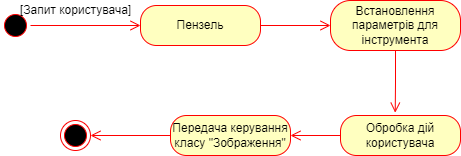 [Запит користувача]
Пензель
Встановлення
параметрів для
інструмента
Обробка дій
користувача
Передача керування
класу "Зображення"